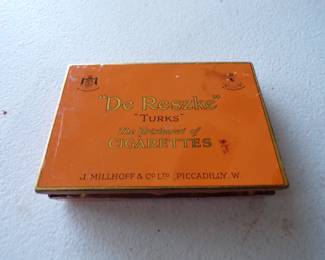 "De Reszke"
"TURKS"
The Aristocrat of
CIGARETTES
J. MILLHOFF & CO LTD PICCADILLY. W.